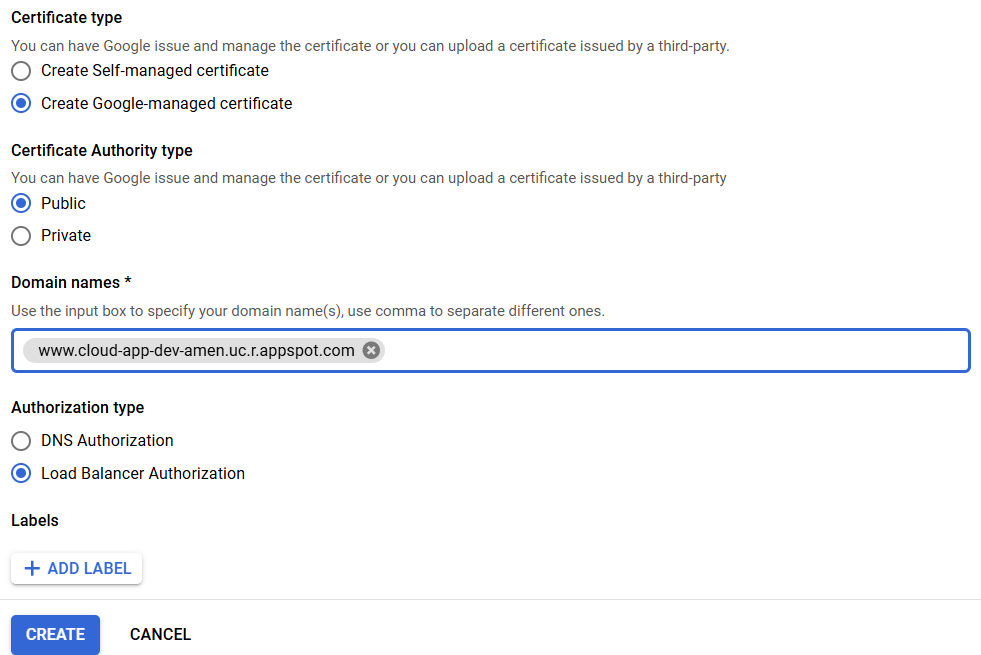 Certificate type
You can have Google issue and manage the certificate or you can upload a certificate issued by a third-party.
Create Self-managed certificate
Create Google-managed certificate
Certificate Authority type
You can have Google issue and manage the certificate or you can upload a certificate issued by a third-party
Public
Private
Domain names *
Use the input box to specify your domain name(s), use comma to separate different ones.
www.cloud-app-dev-amen.uc.r.appspot.com
Authorization type
DNS Authorization
Load Balancer Authorization
Labels
ADD LABEL
CREATE CANCEL